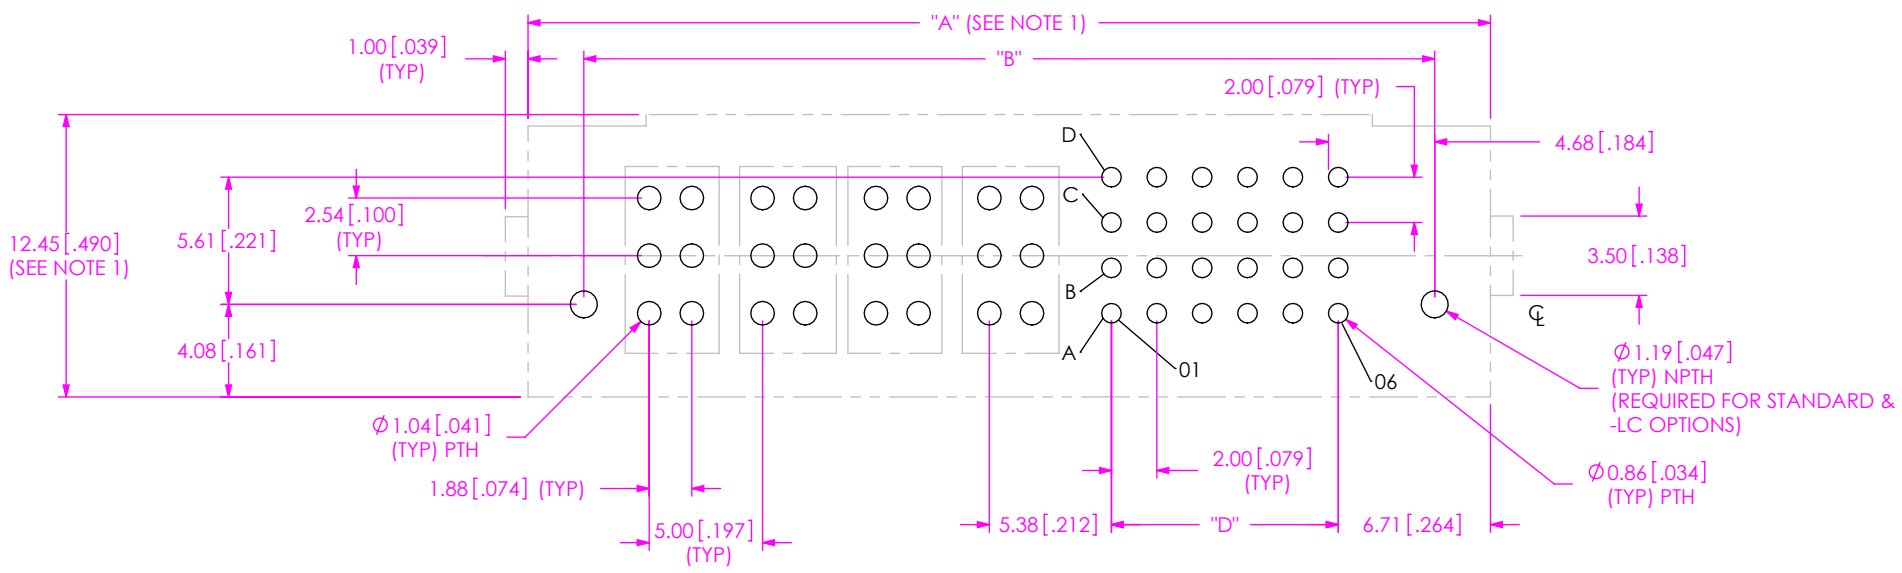 "A" (SEE NOTE 1)
1.00 [.039]
(TYP)
"B"
2.00 [.079] (TYP)
D
4.68 [.184]
C
2.54 [.100]
(TYP)
12.45 [.490]
(SEE NOTE 1)
5.61 [.221]
3.50 [.138]
B
℄
4.08 [.161]
A
01
06
Ø 1.19 [.047]
(TYP) NPTH
(REQUIRED FOR STANDARD &
-LC OPTIONS)
Ø 1.04 [.041]
(TYP) PTH
2.00 [.079]
(TYP)
Ø 0.86 [.034]
(TYP) PTH
1.88 [.074] (TYP)
5.00 [.197]
(TYP)
5.38 [.212]
"D"
6.71 [.264]